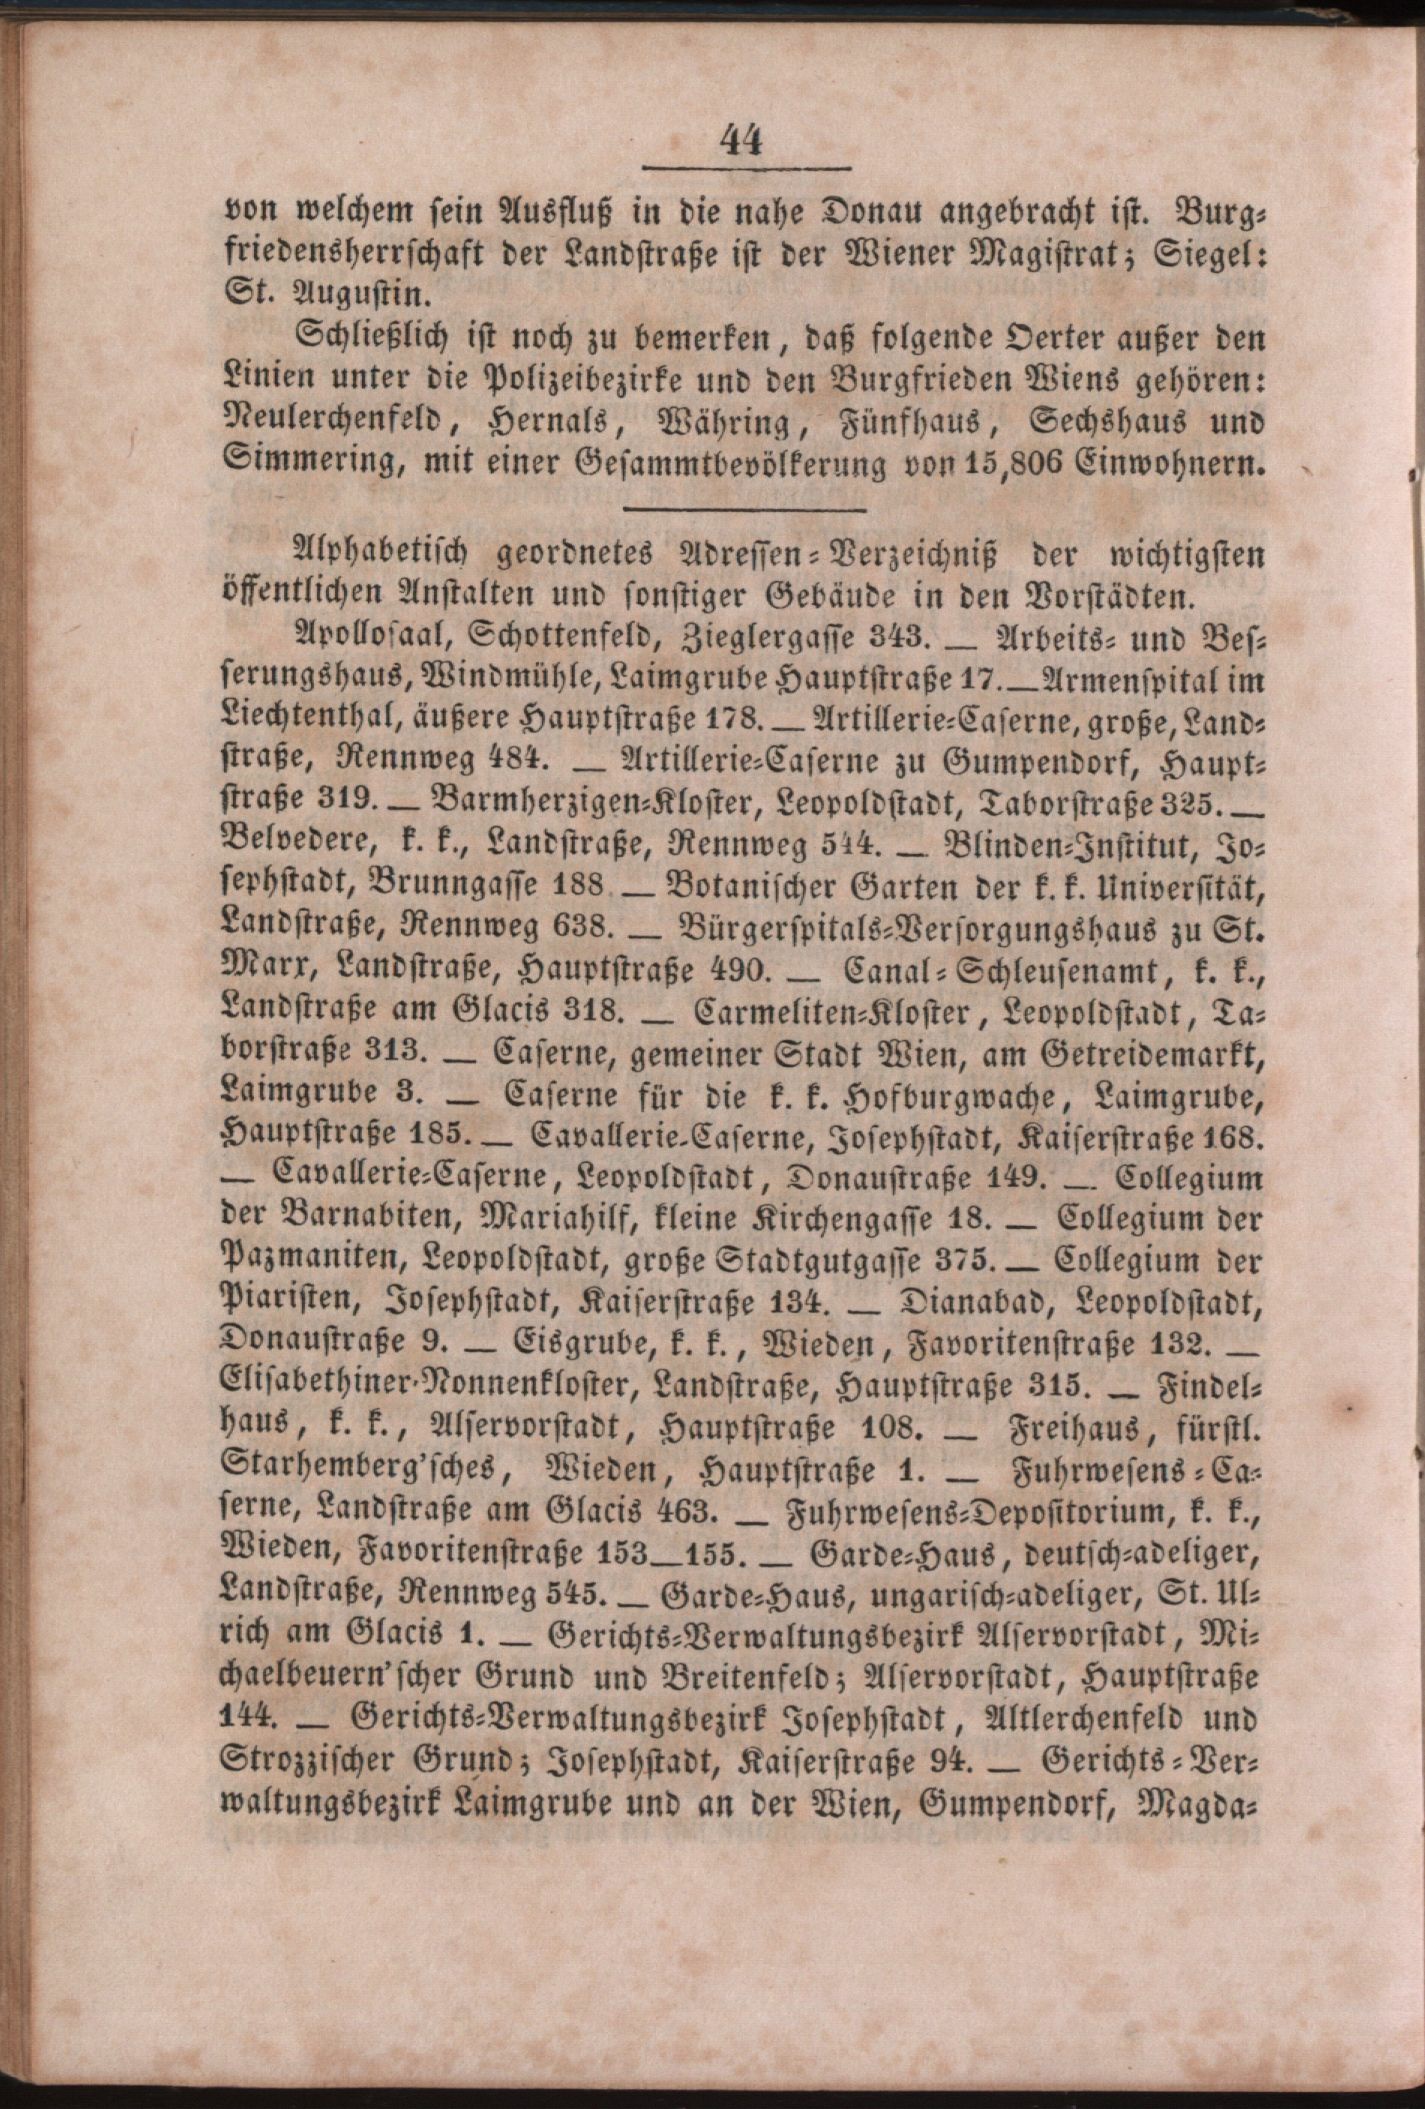 44
von welchem sein Ausfluß in die nahe Donau angebracht ist. Burg-
friedensherrschaft der Landstraße ist der Wiener Magistrat; Siegel:
St. Augustin.
Schließlich ist noch zu bemerken, daß folgende Oerter außer den
Linien unter die Polizeibezirke und den Burgfrieden Wiens gehören:
Neulerchenfeld, Hernals, Währing, Fünfhaus, Sechshaus und
Simmering, mit einer Gesammtbevölkerung von 15,806 Einwohnern.
Alphabetisch geordnetes Adressen-Verzeichniß der wichtigsten
öffentlichen Anstalten und sonstiger Gebäude in den Vorstädten.
Apollosaal, Schottenfeld, Zieglergasse 343. — Arbeits- und Bes-
serungshaus, Windmühle, Laimgrube Hauptstraße 17. — Armenspital im
Liechtenthal, äußere Hauptstraße 178. — Artillerie-Caserne, große, Land-
straße, Rennweg 484. — Artillerie-Caserne zu Gumpendorf, Haupt-
straße 319. — Barmherzigen-Kloster, Leopoldstadt, Taborstraße 325. —
Belvedere, k. k., Landstraße, Rennweg 544. — Blinden-Institut, Jo-
sephstadt, Brunngasse 188. — Botanischer Garten der k. k. Universität,
Landstraße, Rennweg 638. — Bürgerspitals-Versorgungshaus zu St.
Marx, Landstraße, Hauptstraße 490. — Canal-Schleusenamt, k. k.,
Landstraße am Glacis 318. — Carmeliten-Kloster, Leopoldstadt, Ta-
borstraße 313. — Caserne, gemeiner Stadt Wien, am Getreidemarkt,
Laimgrube 3. — Caserne für die k. k. Hofburgwache, Laimgrube,
Hauptstraße 185. — Cavallerie-Caserne, Josephstadt, Kaiserstraße 168.
— Cavallerie-Caserne, Leopoldstadt, Donaustraße 149. — Collegium
der Barnabiten, Mariahilf, kleine Kirchengasse 18. — Collegium der
Pazmaniten, Leopoldstadt, große Stadtgutgasse 375. — Collegium der
Piaristen, Josephstadt, Kaiserstraße 134. — Dianabad, Leopoldstadt,
Donaustraße 9. — Eisgrube, k. k., Wieden, Favoritenstraße 132. —
Elisabethiner-Nonnenkloster, Landstraße, Hauptstraße 315. — Findel-
haus, k. k., Alservorstadt, Hauptstraße 108. — Freihaus, fürstl.
Starhemberg'sches, Wieden, Hauptstraße 1. — Fuhrwesens-Ca-
serne, Landstraße am Glacis 463. — Fuhrwesens-Depositorium, k. k.,
Wieden, Favoritenstraße 153—155. — Garde-Haus, deutsch-adeliger,
Landstraße, Rennweg 545. — Garde-Haus, ungarisch-adeliger, St. Ul-
rich am Glacis 1. — Gerichts-Verwaltungsbezirk Alservorstadt, Mi-
chaelbeuern'scher Grund und Breitenfeld; Alservorstadt, Hauptstraße
144. — Gerichts-Verwaltungsbezirk Josephstadt, Altlerchenfeld und
Strozzischer Grund; Josephstadt, Kaiserstraße 94. — Gerichts-Ver-
waltungsbezirk Laimgrube und an der Wien, Gumpendorf, Magda-